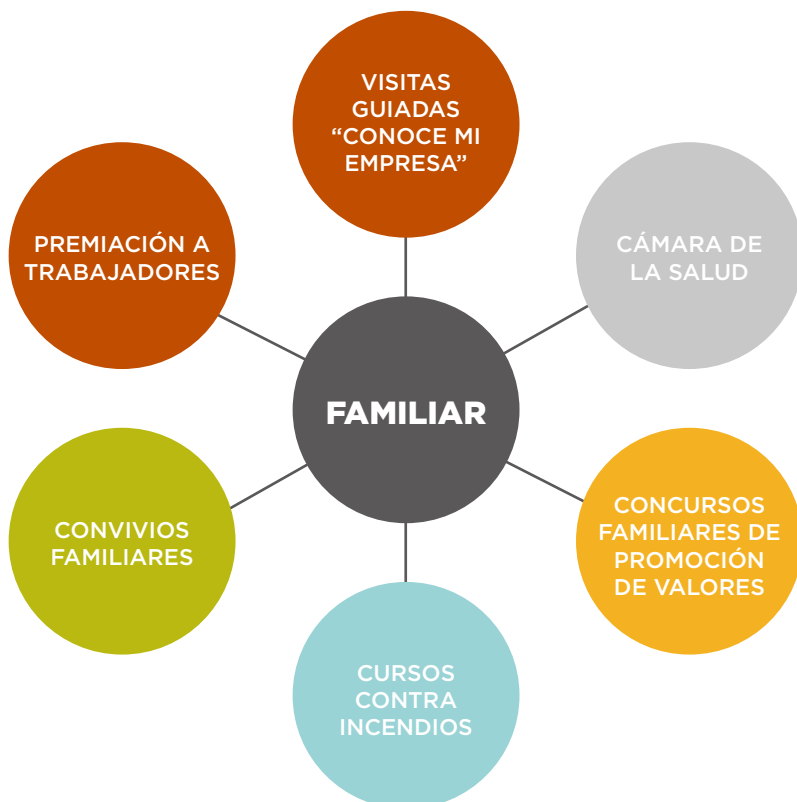 VISITAS
GUIADAS
“CONOCE MI
EMPRESA”
PREMIACIÓN A
TRABAJADORES
CÁMARA DE
LA SALUD
FAMILIAR
CONVIVIOS
FAMILIARES
CONCURSOS
FAMILIARES DE
PROMOCIÓN
DE VALORES
CURSOS
CONTRA
INCENDIOS